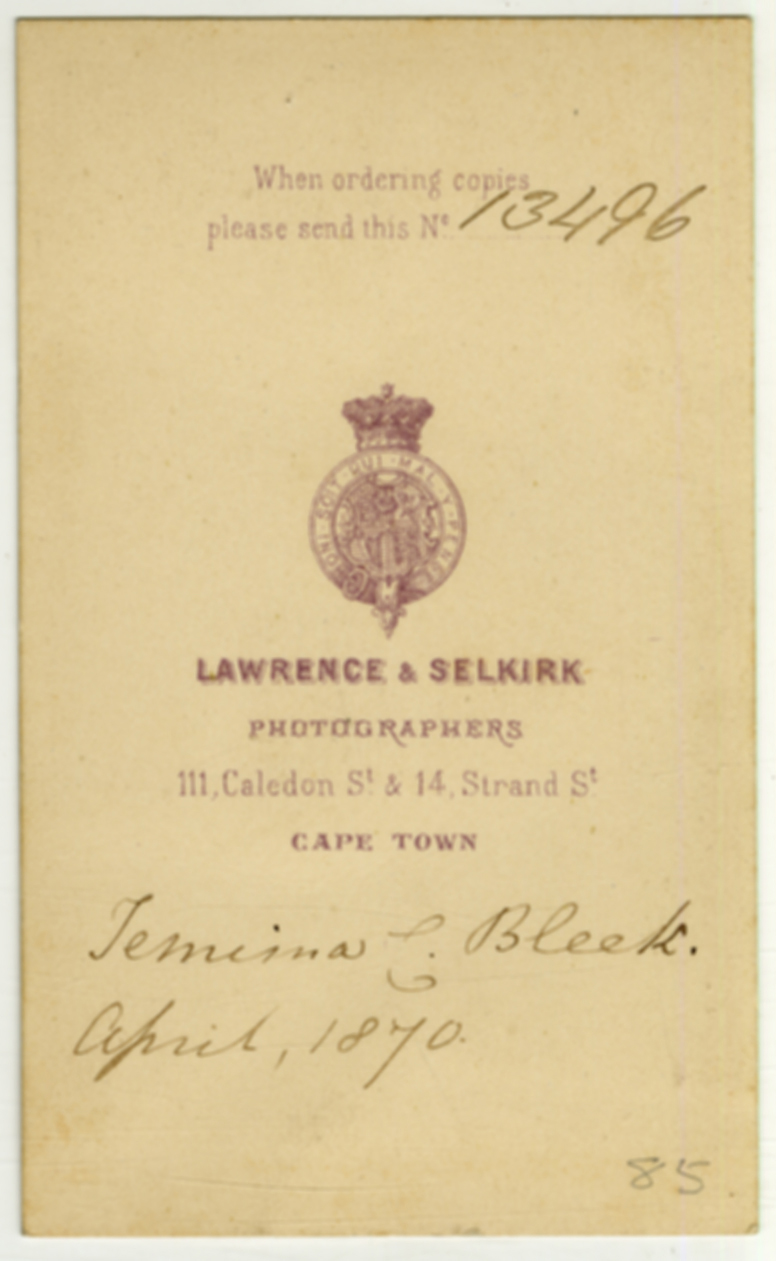 When ordering copies
please send this Nº. 13496
HONI · SOIT · QUI · MAL · Y · PENSE
LAWRENCE & SELKIRK
PHOTOGRAPHERS
111, Caledon Sᵗ & 14, Strand Sᵗ
CAPE TOWN
Jemima C. Bleek.
April, 1870.
85